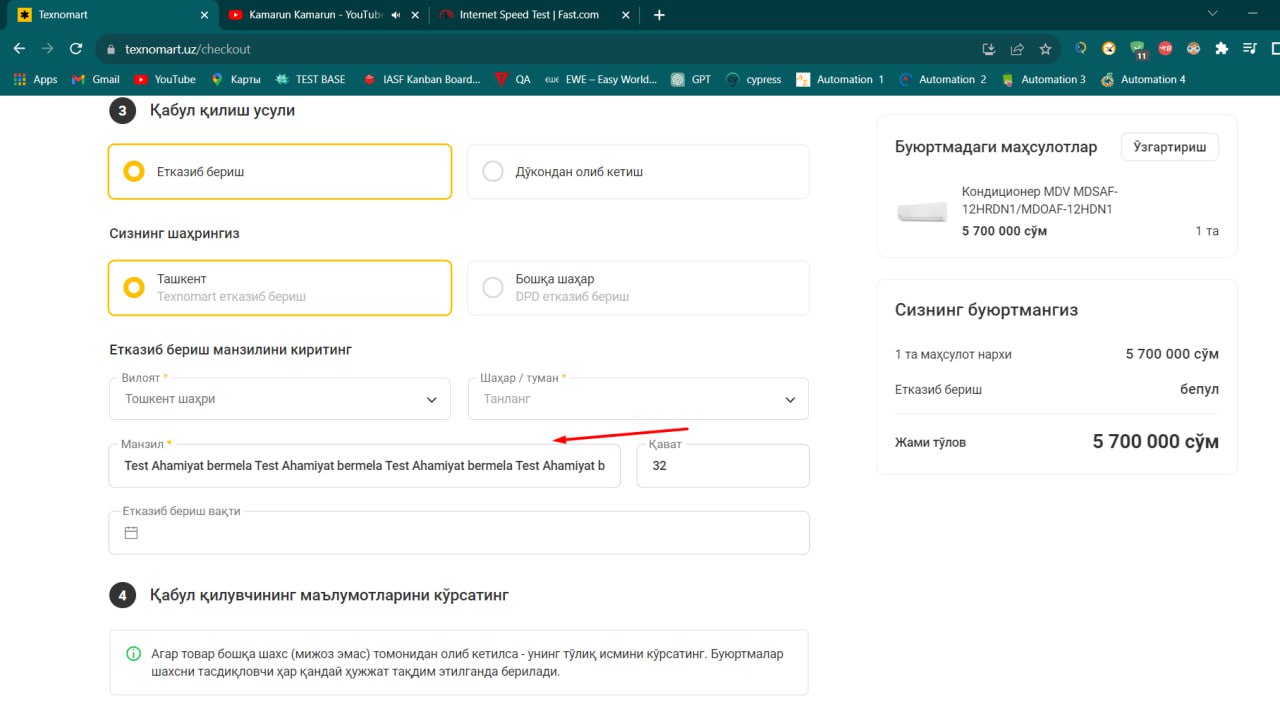 Texnomart
Kamarun Kamarun - YouTub
Internet Speed Test | Fast.com
texnomart.uz/checkout
11
Apps
Gmail
YouTube
Карты
TEST BASE
IASF Kanban Board...
QA
EWE – Easy World...
GPT
cypress
Automation 1
Automation 2
Automation 3
Automation 4
3 Қабул қилиш усули
Етказиб бериш
Дўкондан олиб кетиш
Сизнинг шаҳрингиз
Ташкент
Texnomart етказиб бериш
Бошқа шаҳар
DPD етказиб бериш
Етказиб бериш манзилини киритинг
Вилоят *
Тошкент шаҳри
Шаҳар / туман *
Танланг
Манзил *
Test Ahamiyat bermela Test Ahamiyat bermela Test Ahamiyat bermela Test Ahamiyat b
Қават
32
Етказиб бериш вақти
4 Қабул қилувчининг маълумотларини кўрсатинг
Агар товар бошқа шахс (мижоз эмас) томонидан олиб кетилса - унинг тўлиқ исмини кўрсатинг. Буюртмалар
шахсни тасдиқловчи ҳар қандай ҳужжат тақдим этилганда берилади.
Буюртмадаги маҳсулотлар
Ўзгартириш
Кондиционер MDV MDSAF-
12HRDN1/MDOAF-12HDN1
5 700 000 сўм
1 та
Сизнинг буюртмангиз
1 та маҳсулот нархи
5 700 000 сўм
Етказиб бериш
бепул
Жами тўлов
5 700 000 сўм